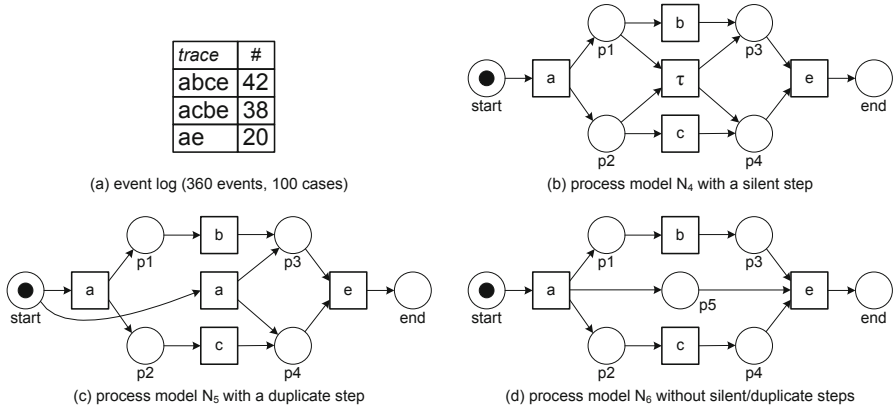 trace #
abce 42
acbe 38
ae 20
(a) event log (360 events, 100 cases)
b
p1 p3
a τ e
start end
c
p2 p4
(b) process model N4 with a silent step
b
p1 p3
a a e
start end
c
p2 p4
(c) process model N5 with a duplicate step
b
p1 p3
a e
start p5 end
c
p2 p4
(d) process model N6 without silent/duplicate steps